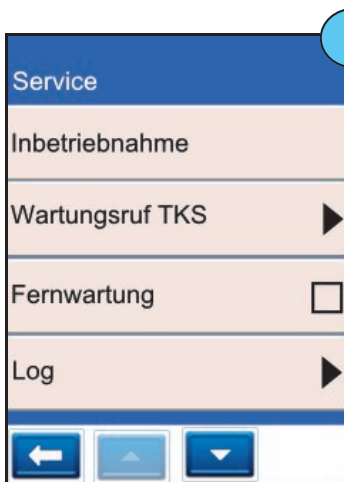 Service
Inbetriebnahme
Wartungsruf TKS
Fernwartung
Log